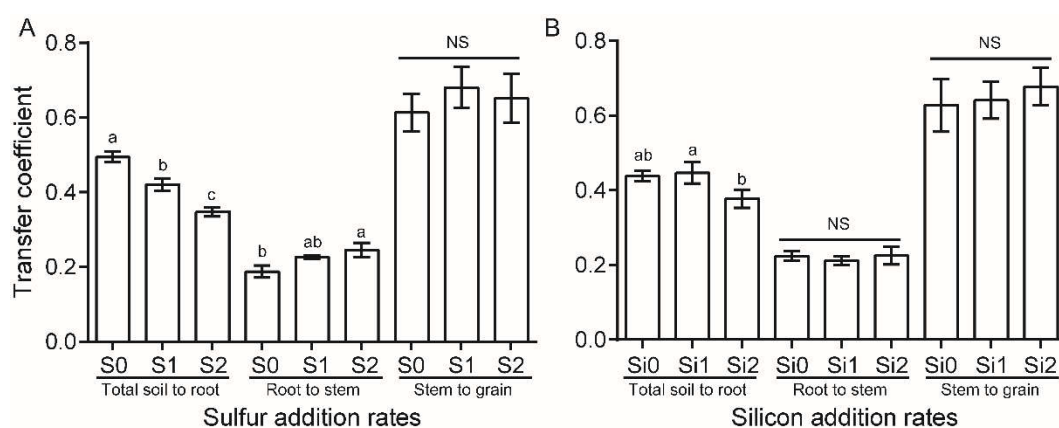 A
Transfer coefficient
0.8
0.6
0.4
0.2
0.0
a
b
c
b
ab
a
NS
S0 S1 S2 S0 S1 S2 S0 S1 S2
Total soil to root Root to stem Stem to grain
Sulfur addition rates
B
0.8
0.6
0.4
0.2
0.0
ab
a
b
NS
NS
Si0 Si1 Si2 Si0 Si1 Si2 Si0 Si1 Si2
Total soil to root Root to stem Stem to grain
Silicon addition rates